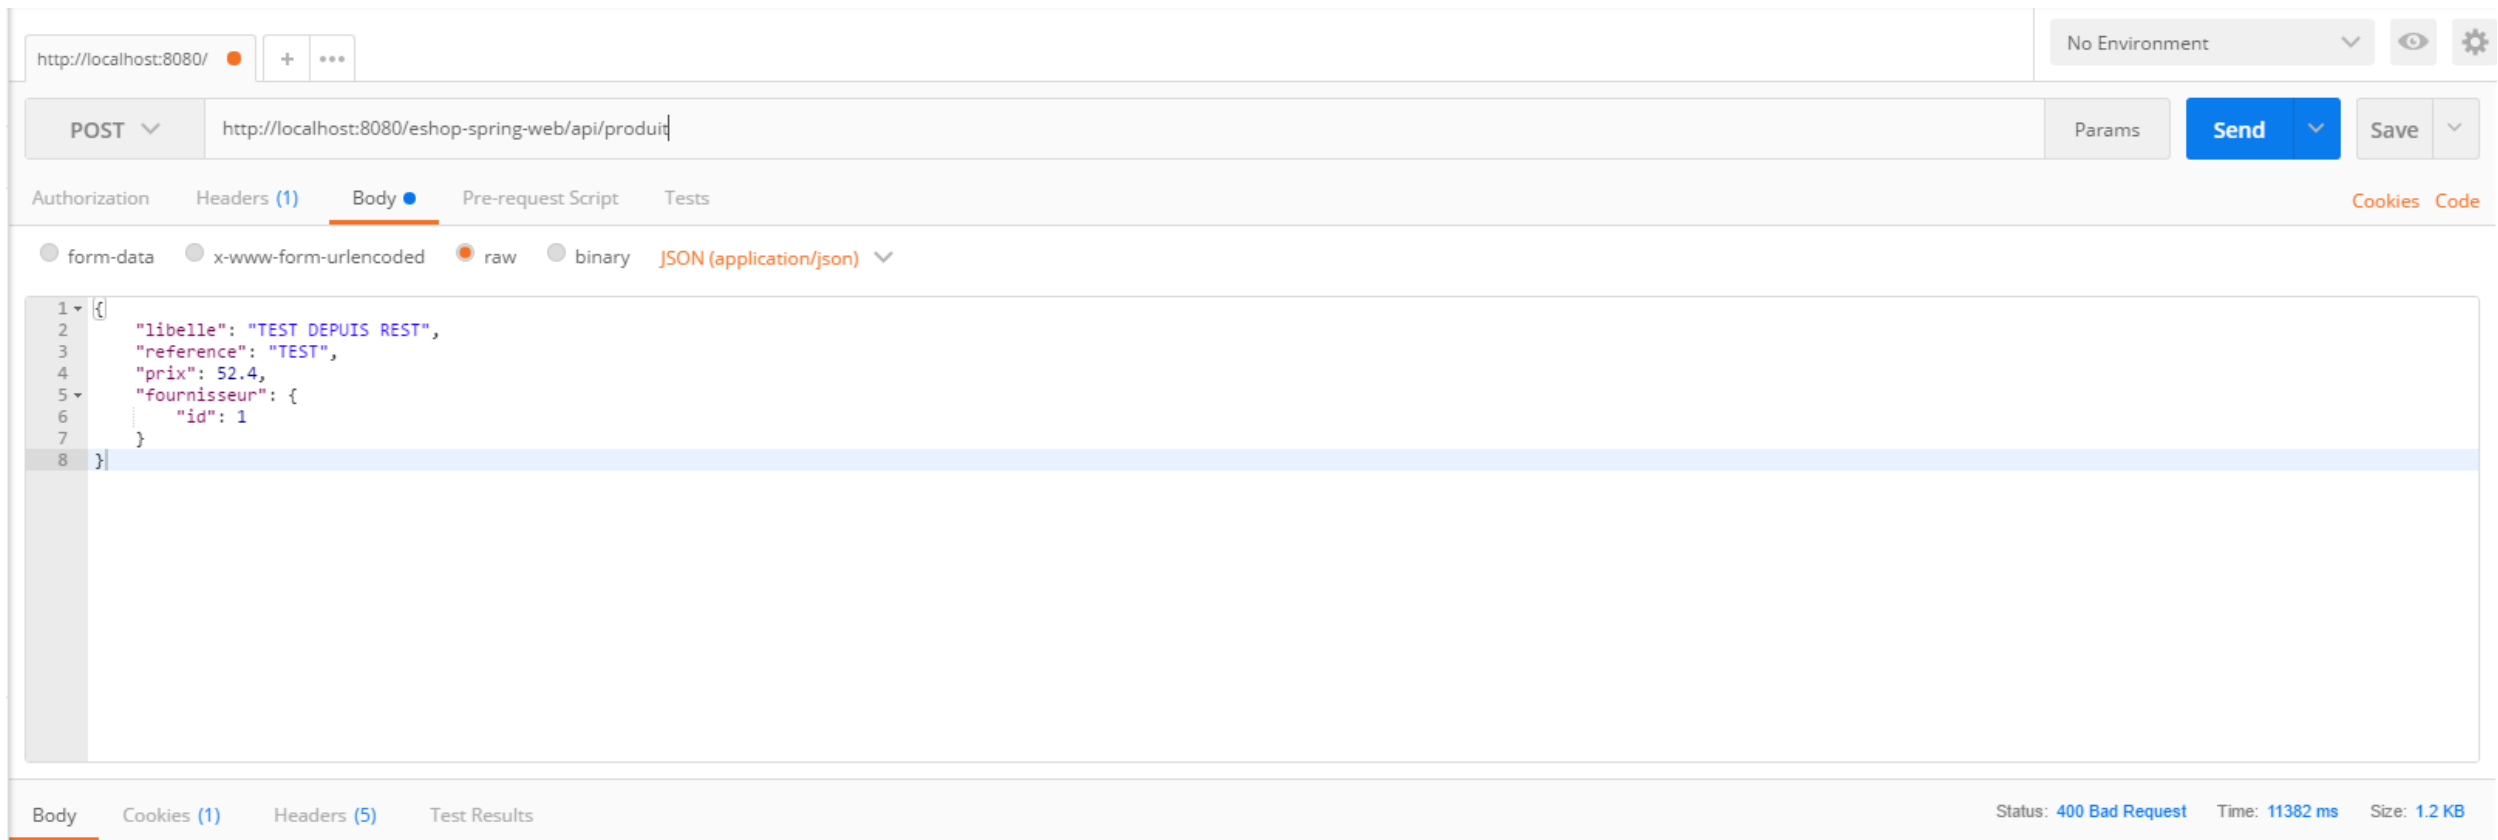 http://localhost:8080/ + ••• No Environment
POST http://localhost:8080/eshop-spring-web/api/produit Params Send Save
Authorization Headers (1) Body Pre-request Script Tests Cookies Code
form-data x-www-form-urlencoded raw binary JSON (application/json)
1 {
2 "libelle": "TEST DEPUIS REST",
3 "reference": "TEST",
4 "prix": 52.4,
5 "fournisseur": {
6 "id": 1
7 }
8 }
Body Cookies (1) Headers (5) Test Results Status: 400 Bad Request Time: 11382 ms Size: 1.2 KB